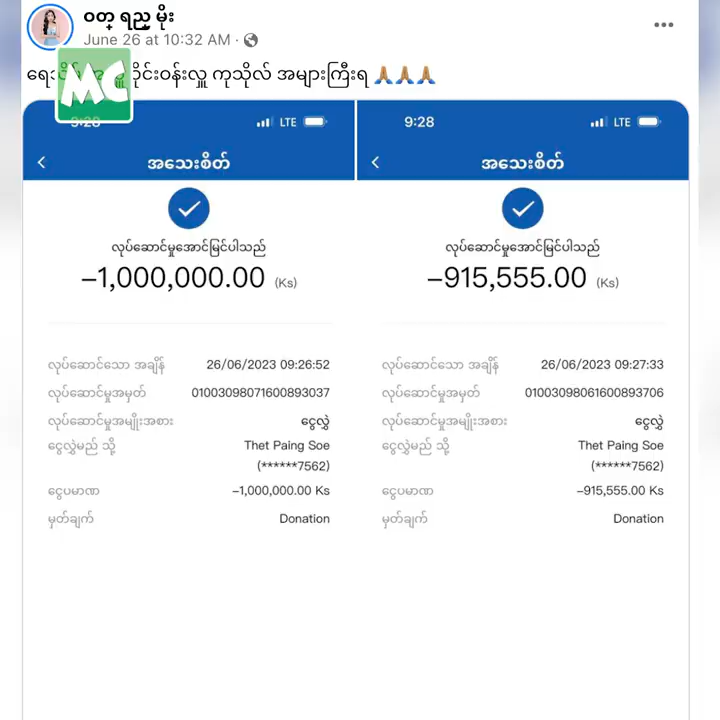 ဝတ် ရည် မိုး
June 26 at 10:32 AM ·
ဝိုင်းဝန်းလှူ ကုသိုလ် အများကြီးရ 🙏🙏🙏
MC
9:28 LTE
အသေးစိတ်
လုပ်ဆောင်မှုအောင်မြင်ပါသည်
–1,000,000.00 (Ks)
လုပ်ဆောင်သော အချိန် 26/06/2023 09:26:52
လုပ်ဆောင်မှုအမှတ် 01003098071600893037
လုပ်ဆောင်မှုအမျိုးအစား ငွေလွှဲ
ငွေလွှဲမည် သို့ Thet Paing Soe
(******7562)
ငွေပမာဏ –1,000,000.00 Ks
မှတ်ချက် Donation
9:28 LTE
အသေးစိတ်
လုပ်ဆောင်မှုအောင်မြင်ပါသည်
–915,555.00 (Ks)
လုပ်ဆောင်သော အချိန် 26/06/2023 09:27:33
လုပ်ဆောင်မှုအမှတ် 01003098061600893706
လုပ်ဆောင်မှုအမျိုးအစား ငွေလွှဲ
ငွေလွှဲမည် သို့ Thet Paing Soe
(******7562)
ငွေပမာဏ –915,555.00 Ks
မှတ်ချက် Donation